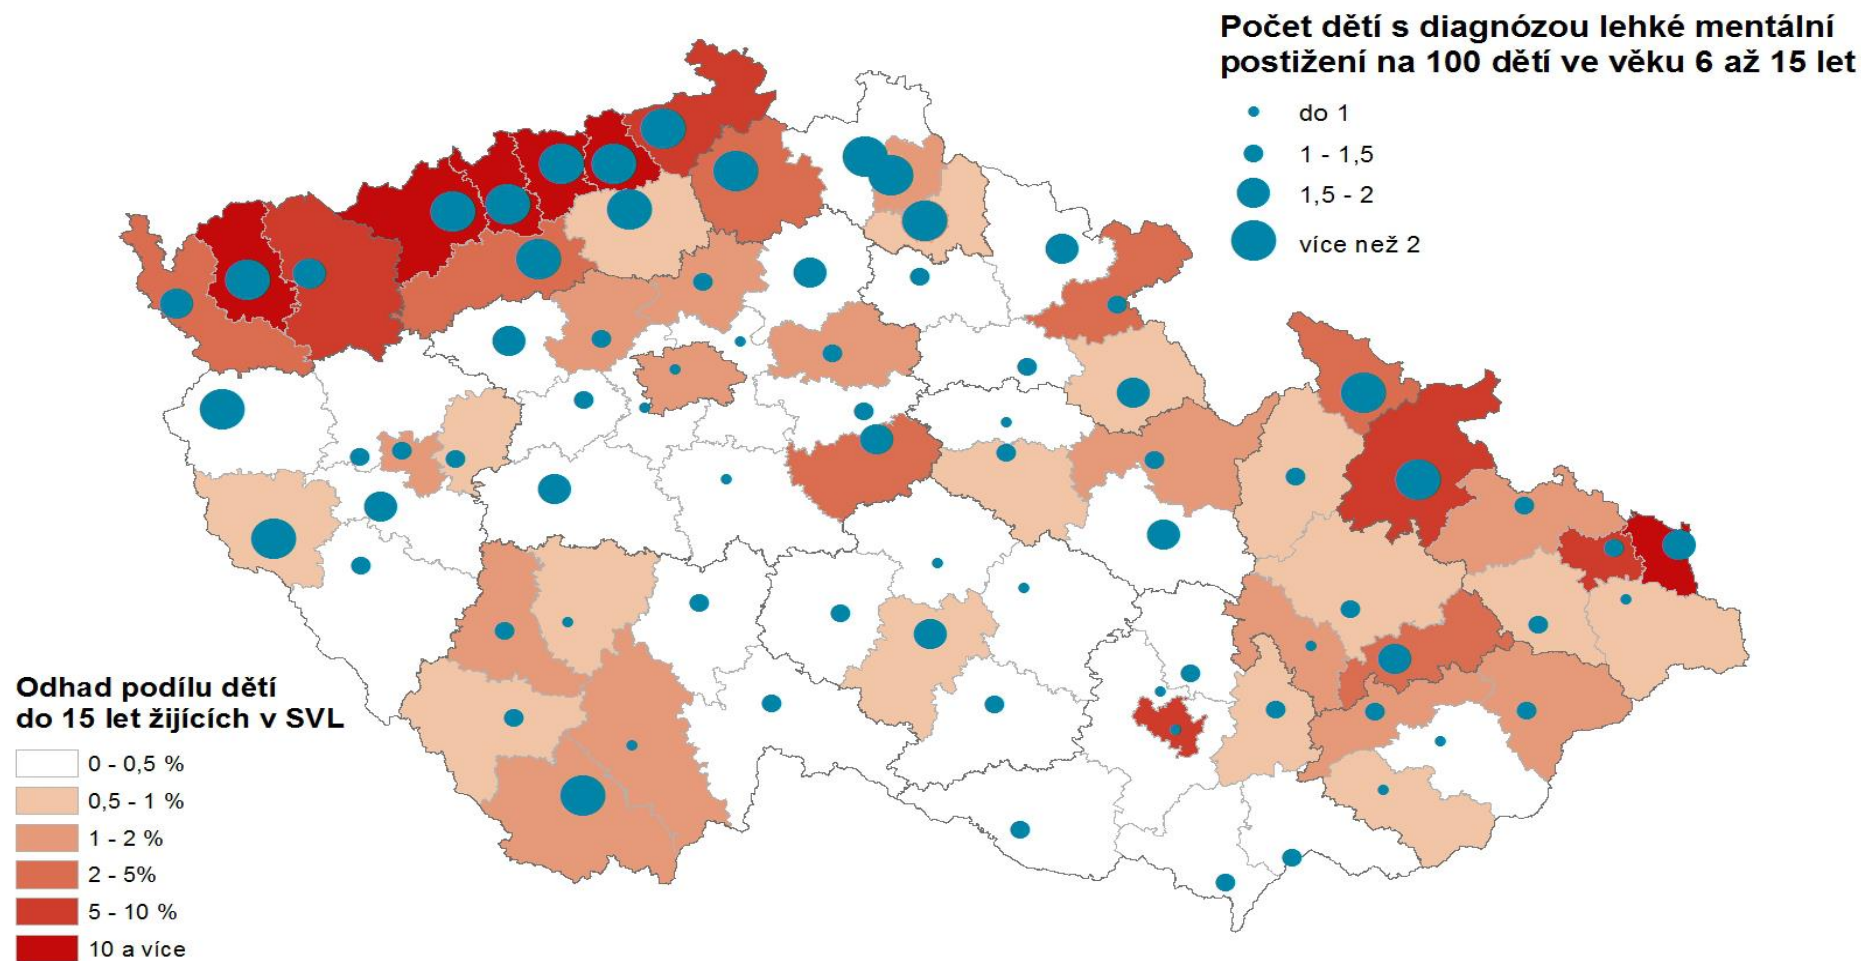 Počet dětí s diagnózou lehké mentální
postižení na 100 dětí ve věku 6 až 15 let
do 1
1 - 1,5
1,5 - 2
více než 2
Odhad podílu dětí
do 15 let žijících v SVL
0 - 0,5 %
0,5 - 1 %
1 - 2 %
2 - 5%
5 - 10 %
10 a více